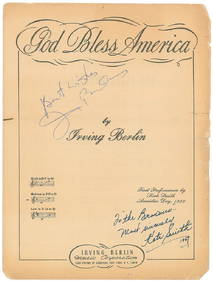 God Bless America
Best Wishes
Irving Berlin
by
Irving Berlin
First Performance by
Kate Smith
Armistice Day, 1938
To the Browns
Most sincerely
Kate Smith
IRVING BERLIN
Music Corporation